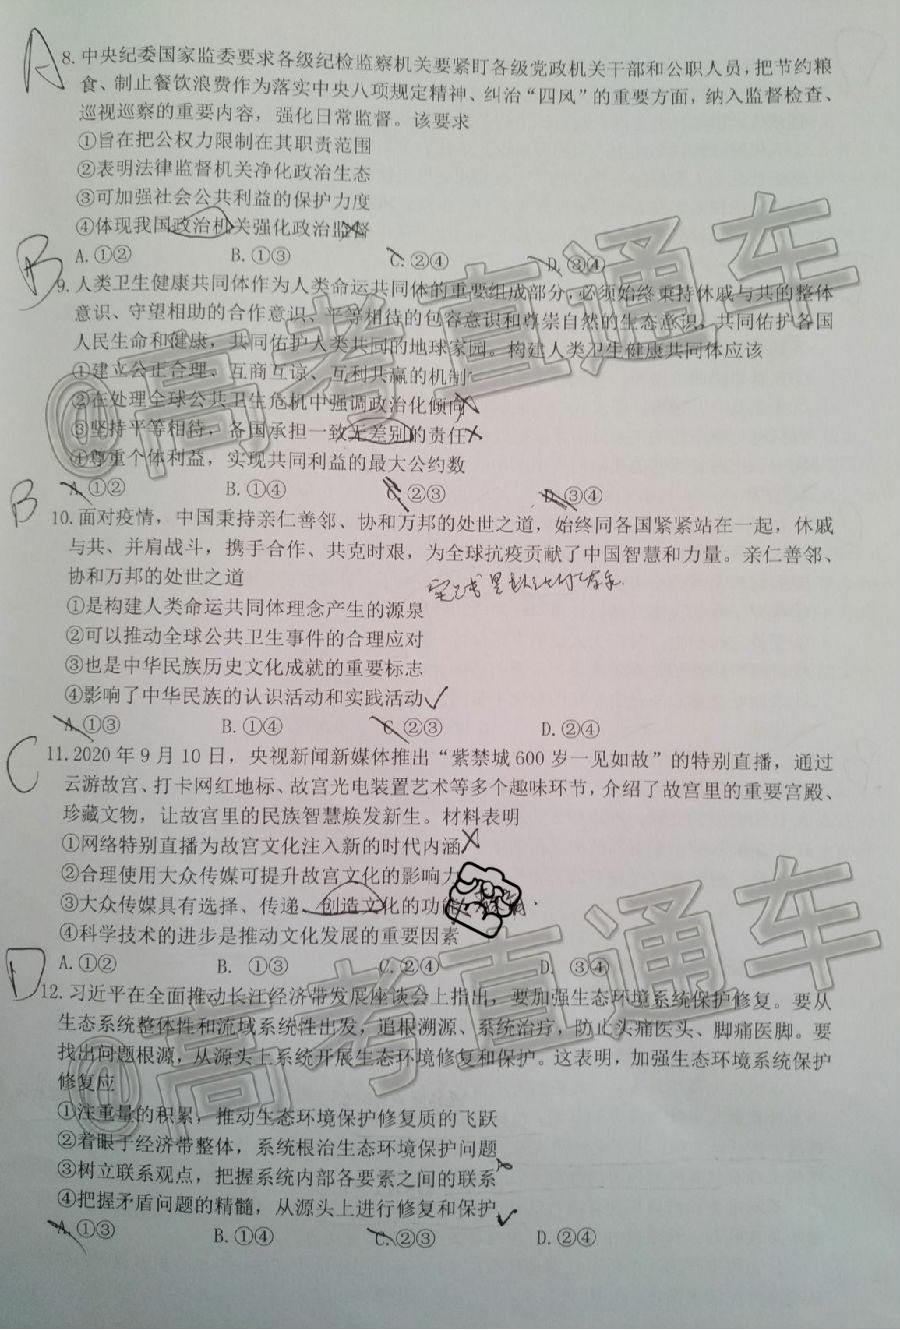 A
8. 中央纪委国家监委要求各级纪检监察机关要紧盯各级党政机关干部和公职人员，把节约粮
食、制止餐饮浪费作为落实中央八项规定精神、纠治“四风”的重要方面，纳入监督检查、
巡视巡察的重要内容，强化日常监督。该要求
①旨在把公权力限制在其职责范围
②表明法律监督机关净化政治生态
③可加强社会公共利益的保护力度
④体现我国政治机关强化政治监督
A. ①② B. ①③ C. ②④ D. ③④
B
9. 人类卫生健康共同体作为人类命运共同体的重要组成部分，必须始终秉持休戚与共的整体
意识、守望相助的合作意识、平等相待的包容意识和尊崇自然的生态意识，共同佑护各国
人民生命和健康，共同佑护人类共同的地球家园。构建人类卫生健康共同体应该
①建立公正合理、互商互谅、互利共赢的机制
②在处理全球公共卫生危机中强调政治化倾向
③坚持平等相待，各国承担一致无差别的责任
④尊重个体利益，实现共同利益的最大公约数
A. ①② B. ①④ C. ②③ D. ③④
B
10. 面对疫情，中国秉持亲仁善邻、协和万邦的处世之道，始终同各国紧紧站在一起，休戚
与共、并肩战斗，携手合作、共克时艰，为全球抗疫贡献了中国智慧和力量。亲仁善邻、
协和万邦的处世之道
①是构建人类命运共同体理念产生的源泉
②可以推动全球公共卫生事件的合理应对
③也是中华民族历史文化成就的重要标志
④影响了中华民族的认识活动和实践活动
A. ①③ B. ①④ C. ②③ D. ②④
C
11. 2020年9月10日，央视新闻新媒体推出“紫禁城600岁一见如故”的特别直播，通过
云游故宫、打卡网红地标、故宫光电装置艺术等多个趣味环节，介绍了故宫里的重要宫殿、
珍藏文物，让故宫里的民族智慧焕发新生。材料表明
①网络特别直播为故宫文化注入新的时代内涵
②合理使用大众传媒可提升故宫文化的影响力
③大众传媒具有选择、传递、创造文化的功能
④科学技术的进步是推动文化发展的重要因素
A. ①② B. ①③ C. ②④ D. ③④
D
12. 习近平在全面推动长江经济带发展座谈会上指出，要加强生态环境系统保护修复。要从
生态系统整体性和流域系统性出发，追根溯源、系统治疗，防止头痛医头、脚痛医脚。要
找出问题根源，从源头上系统开展生态环境修复和保护。这表明，加强生态环境系统保护
修复应
①注重量的积累，推动生态环境保护修复质的飞跃
②着眼于经济带整体，系统根治生态环境保护问题
③树立联系观点，把握系统内部各要素之间的联系
④把握矛盾问题的精髓，从源头上进行修复和保护
A. ①③ B. ①④ C. ②③ D. ②④
@高考直通车
@高考直通车